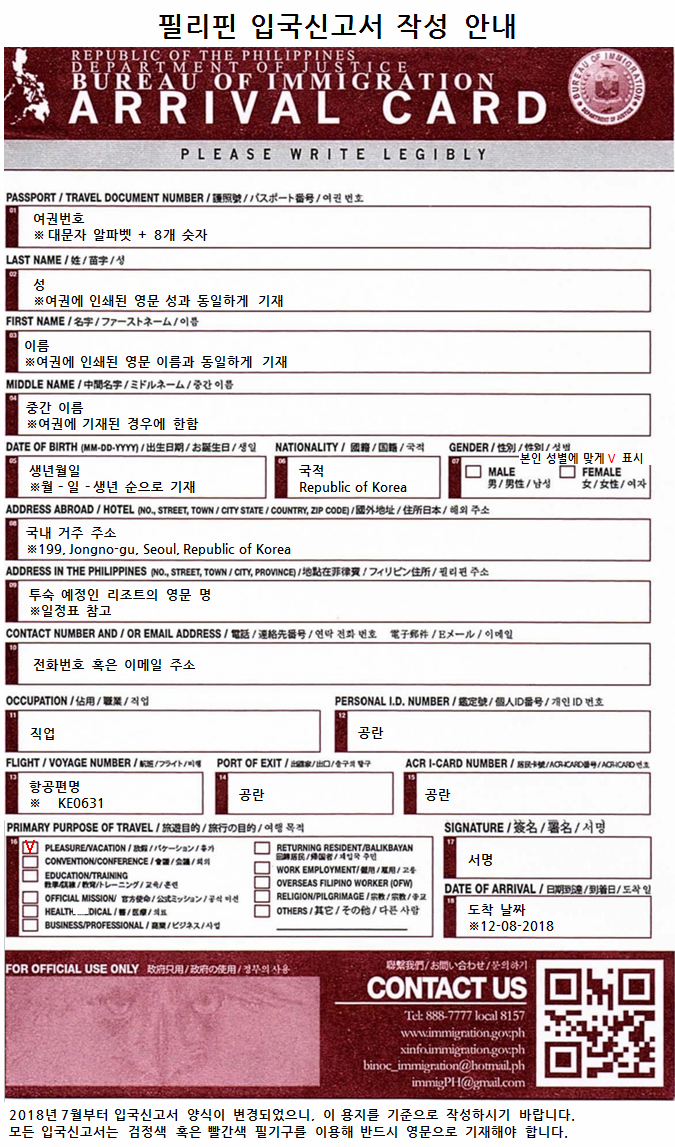 필리핀 입국신고서 작성 안내
REPUBLIC OF THE PHILIPPINES
DEPARTMENT OF JUSTICE
BUREAU OF IMMIGRATION
ARRIVAL CARD
BUREAU OF IMMIGRATION
DEPARTMENT OF JUSTICE
PLEASE WRITE LEGIBLY
PASSPORT / TRAVEL DOCUMENT NUMBER / 護照號 / パスポート番号 / 여권 번호
01
여권번호
※ 대문자 알파벳 + 8개 숫자
LAST NAME / 姓 / 苗字 / 성
02
성
※여권에 인쇄된 영문 성과 동일하게 기재
FIRST NAME / 名字 / ファーストネーム / 이름
03
이름
※여권에 인쇄된 영문 이름과 동일하게 기재
MIDDLE NAME / 中間名字 / ミドルネーム / 중간 이름
04
중간 이름
※여권에 기재된 경우에 한함
DATE OF BIRTH (MM-DD-YYYY) / 出生日期 / お誕生日 / 생일
05
생년월일
※월 - 일 - 생년 순으로 기재
NATIONALITY / 國籍 / 国籍 / 국적
06
국적
Republic of Korea
GENDER / 性別 / 性別 / 성별
07
본인 성별에 맞게 V 표시
MALE
男 / 男性 / 남성
FEMALE
女 / 女性 / 여자
ADDRESS ABROAD / HOTEL (NO., STREET, TOWN / CITY STATE / COUNTRY, ZIP CODE) / 國外地址 / 住所日本 / 해외 주소
08
국내 거주 주소
※199, Jongno-gu, Seoul, Republic of Korea
ADDRESS IN THE PHILIPPINES (NO., STREET, TOWN / CITY, PROVINCE) / 地點在菲律賓 / フィリピン住所 / 필리핀 주소
09
투숙 예정인 리조트의 영문 명
※일정표 참고
CONTACT NUMBER AND / OR EMAIL ADDRESS / 電話 / 連絡先番号 / 연락 전화 번호 電子郵件 / Eメール / 이메일
10
전화번호 혹은 이메일 주소
OCCUPATION / 佔用 / 職業 / 직업
11
직업
PERSONAL I.D. NUMBER / 鑑定號 / 個人ID番号 / 개인 ID 번호
12
공란
FLIGHT / VOYAGE NUMBER / 航班 / フライト / 비행
13
항공편명
※ KE0631
PORT OF EXIT / 出國家 / 出口 / 출구의 항구
14
공란
ACR I-CARD NUMBER / 居民卡號 / ACR-ICARD番号 / ACR-ICARD 번호
15
공란
PRIMARY PURPOSE OF TRAVEL / 旅遊目的 / 旅行の目的 / 여행 목적
16
V
PLEASURE/VACATION / 放假 / バケーション / 휴가
CONVENTION/CONFERENCE / 會議 / 会議 / 회의
EDUCATION/TRAINING
教學/訓練 / 教育/トレーニング / 교육/훈련
OFFICIAL MISSION/ 官方使命 / 公式ミッション / 공식 미션
HEALTH DICAL / 醫 / 医療 / 의료
BUSINESS/PROFESSIONAL / 商業 / ビジネス / 사업
RETURNING RESIDENT/BALIKBAYAN
回歸居民 / 帰国者 / 재입국 주민
WORK EMPLOYMENT/僱用 / 雇用 / 고용
OVERSEAS FILIPINO WORKER (OFW)
RELIGION/PILGRIMAGE / 宗教 / 宗教 / 종교
OTHERS / 其它 / その他 / 다른 사람
SIGNATURE / 簽名 / 署名 / 서명
17
서명
DATE OF ARRIVAL / 日期到達 / 到着日 / 도착 일
18
도착 날짜
※12-08-2018
FOR OFFICIAL USE ONLY 政府只用 / 政府の使用 / 정부의 사용
聯繫我們 / お問い合わせ / 문의하기
CONTACT US
Tel: 888-7777 local 8157
www.immigration.gov.ph
xinfo.immigration.gov.ph
binoc_immigration@hotmail.ph
immigPH@gmail.com
2018년 7월부터 입국신고서 양식이 변경되었으니, 이 용지를 기준으로 작성하시기 바랍니다.
모든 입국신고서는 검정색 혹은 빨간색 필기구를 이용해 반드시 영문으로 기재해야 합니다.